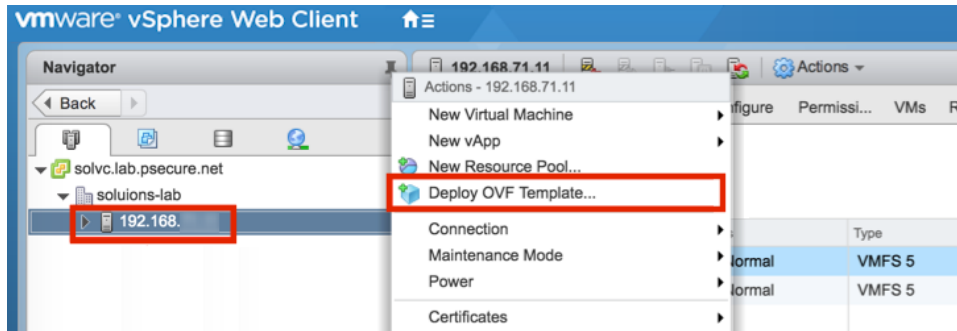 vmware® vSphere Web Client
Navigator
192.168.71.11
Actions
Back
Actions - 192.168.71.11
New Virtual Machine
New vApp
New Resource Pool...
Deploy OVF Template...
Connection
Maintenance Mode
Power
Certificates
nfigure Permissi... VMs R
solvc.lab.psecure.net
soluions-lab
192.168.
Type
Normal VMFS 5
Normal VMFS 5